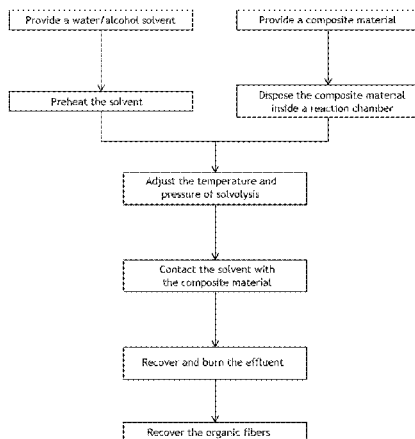 Provide a water/alcohol solvent
Provide a composite material
Preheat the solvent
Dispose the composite material
inside a reaction chamber
Adjust the temperature and
pressure of solvolysis
Contact the solvent with
the composite material
Recover and burn the effluent
Recover the organic fibers